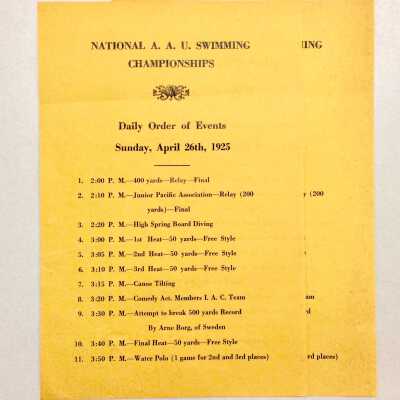 NATIONAL A. A. U. SWIMMING
CHAMPIONSHIPS
Daily Order of Events
Sunday, April 26th, 1925
1. 2:00 P. M.—400 yards—Relay—Final
2. 2:10 P. M.—Junior Pacific Association—Relay (200
yards)—Final
3. 2:20 P. M.—High Spring Board Diving
4. 3:00 P. M.—1st Heat—50 yards—Free Style
5. 3:05 P. M.—2nd Heat—50 yards—Free Style
6. 3:10 P. M.—3rd Heat—50 yards—Free Style
7. 3:15 P. M.—Canoe Tilting
8. 3:20 P. M.—Comedy Act. Members I. A. C. Team
9. 3:30 P. M.—Attempt to break 500 yards Record
By Arne Borg, of Sweden
10. 3:40 P. M.—Final Heat—50 yards—Free Style
11. 3:50 P. M.—Water Polo (1 game for 2nd and 3rd places)
ING
y (200
am
rd
rd places)